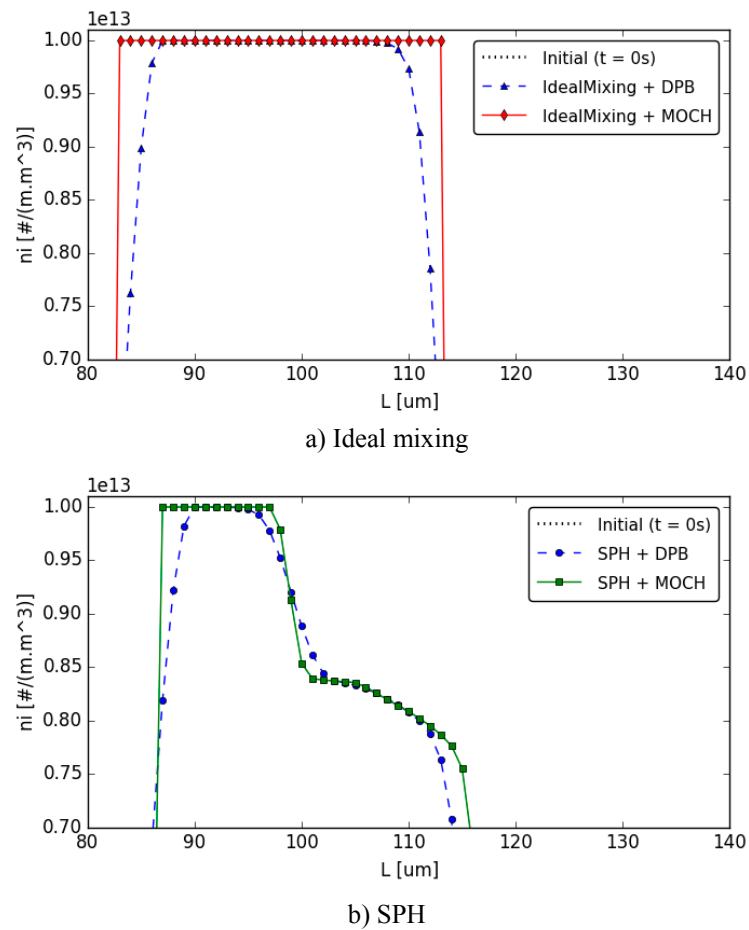 1e13
1.00
0.95
0.90
0.85
0.80
0.75
0.70
ni [#/(m.m^3)]
Initial (t = 0s)
IdealMixing + DPB
IdealMixing + MOCH
80 90 100 110 120 130 140
L [um]
a) Ideal mixing
1e13
1.00
0.95
0.90
0.85
0.80
0.75
0.70
ni [#/(m.m^3)]
Initial (t = 0s)
SPH + DPB
SPH + MOCH
80 90 100 110 120 130 140
L [um]
b) SPH